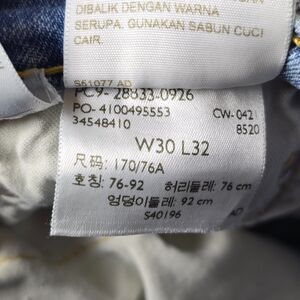 DIBALIK DENGAN WARNA
SERUPA. GUNAKAN SABUN CUCI
CAIR.
S61077 AD
PC9- 28833-0926
PO- 4100495553 CW-0421
34548410 8520
W30 L32
尺码: 170/76A
호칭: 76-92 허리둘레: 76 cm
엉덩이둘레: 92 cm
S40196 AD